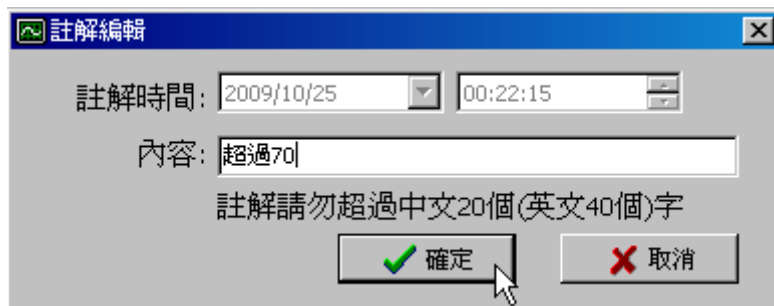 註解編輯
註解時間: 2009/10/25 00:22:15
內容: 超過70
註解請勿超過中文20個(英文40個)字
確定 取消